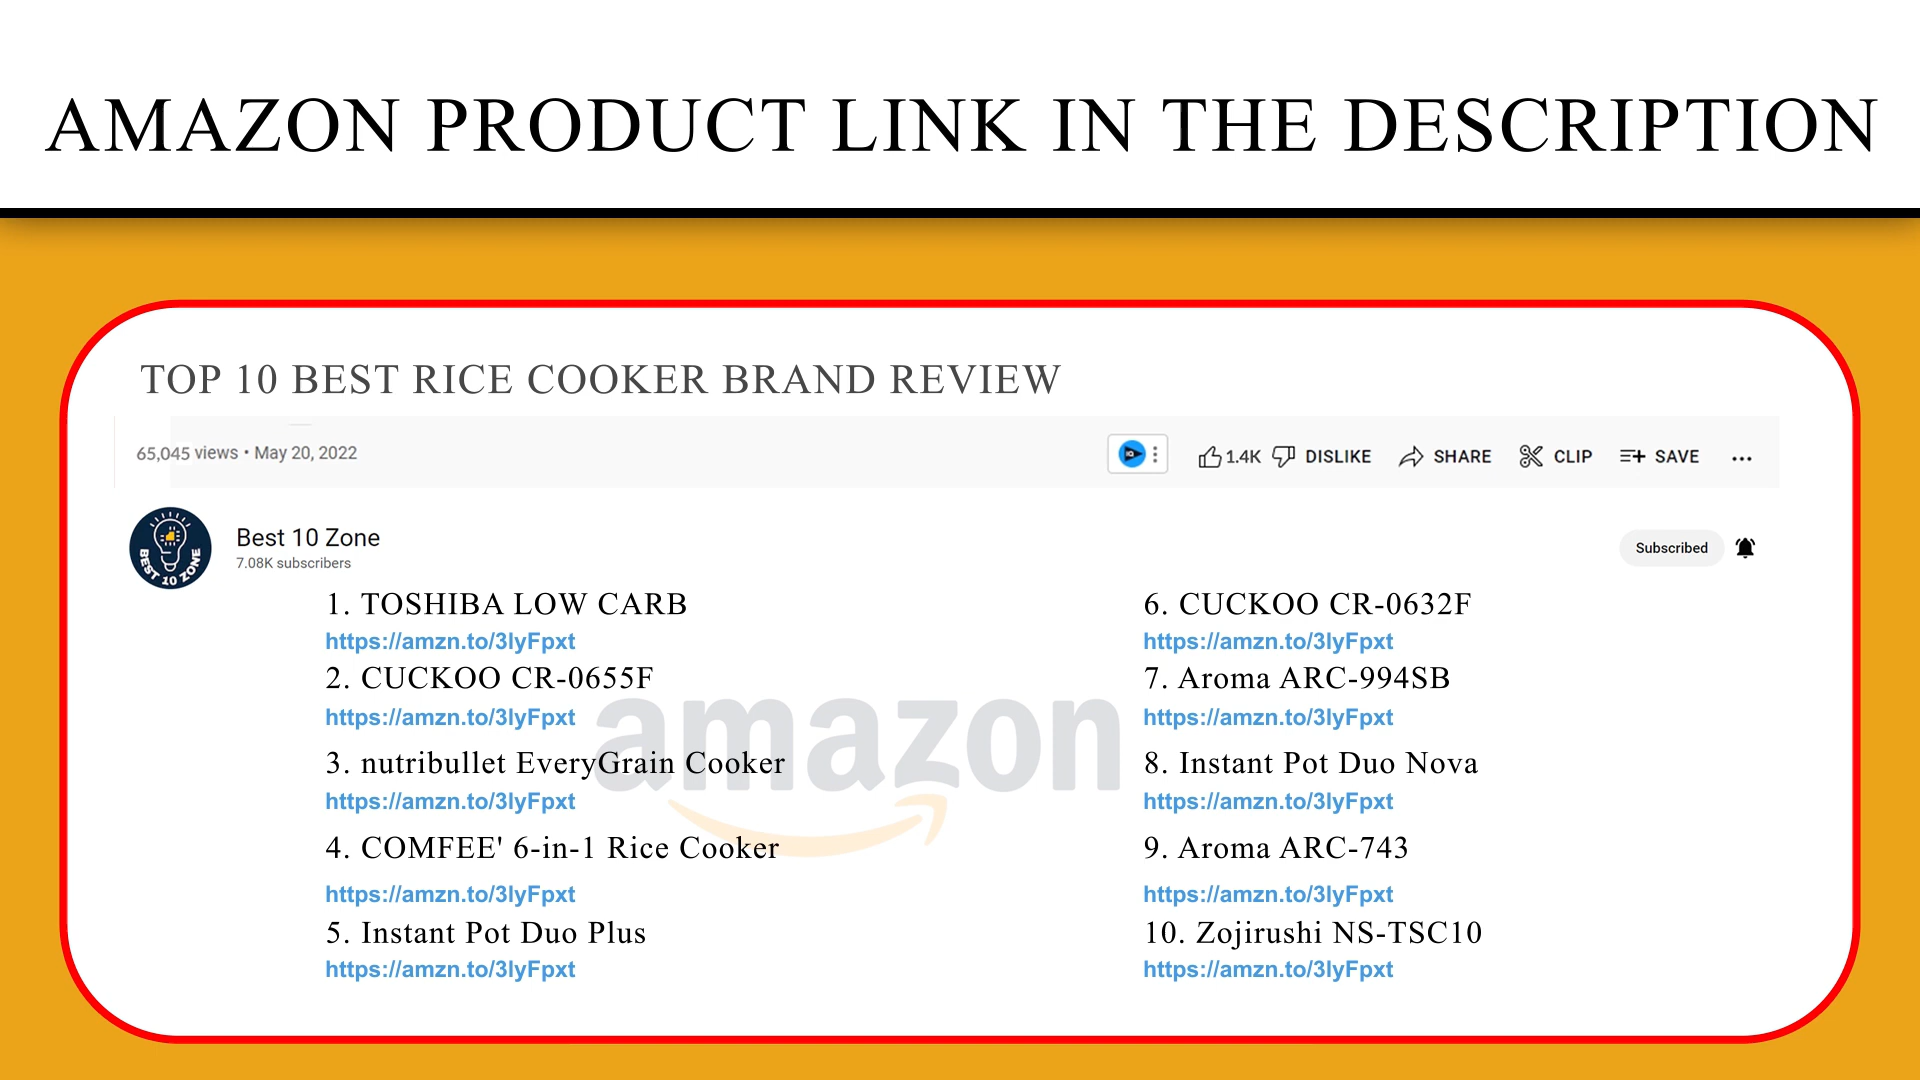 AMAZON PRODUCT LINK IN THE DESCRIPTION
TOP 10 BEST RICE COOKER BRAND REVIEW
65,045 views • May 20, 2022
1.4K DISLIKE SHARE CLIP SAVE ...
BEST 10 ZONE
Best 10 Zone
7.08K subscribers
Subscribed
amazon
1. TOSHIBA LOW CARB
https://amzn.to/3lyFpxt
2. CUCKOO CR-0655F
https://amzn.to/3lyFpxt
3. nutribullet EveryGrain Cooker
https://amzn.to/3lyFpxt
4. COMFEE' 6-in-1 Rice Cooker
https://amzn.to/3lyFpxt
5. Instant Pot Duo Plus
https://amzn.to/3lyFpxt
6. CUCKOO CR-0632F
https://amzn.to/3lyFpxt
7. Aroma ARC-994SB
https://amzn.to/3lyFpxt
8. Instant Pot Duo Nova
https://amzn.to/3lyFpxt
9. Aroma ARC-743
https://amzn.to/3lyFpxt
10. Zojirushi NS-TSC10
https://amzn.to/3lyFpxt